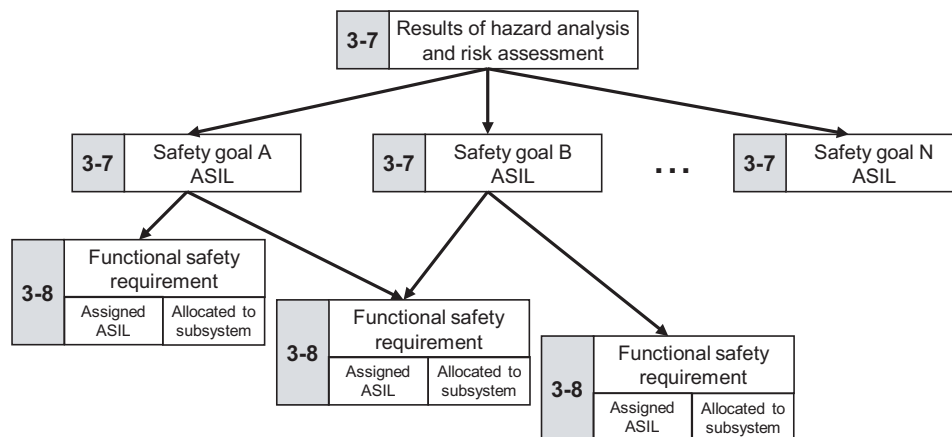 3-7
Results of hazard analysis
and risk assessment
3-7
Safety goal A
ASIL
3-7
Safety goal B
ASIL
...
3-7
Safety goal N
ASIL
3-8
Functional safety
requirement
Assigned
ASIL
Allocated to
subsystem
3-8
Functional safety
requirement
Assigned
ASIL
Allocated to
subsystem
3-8
Functional safety
requirement
Assigned
ASIL
Allocated to
subsystem